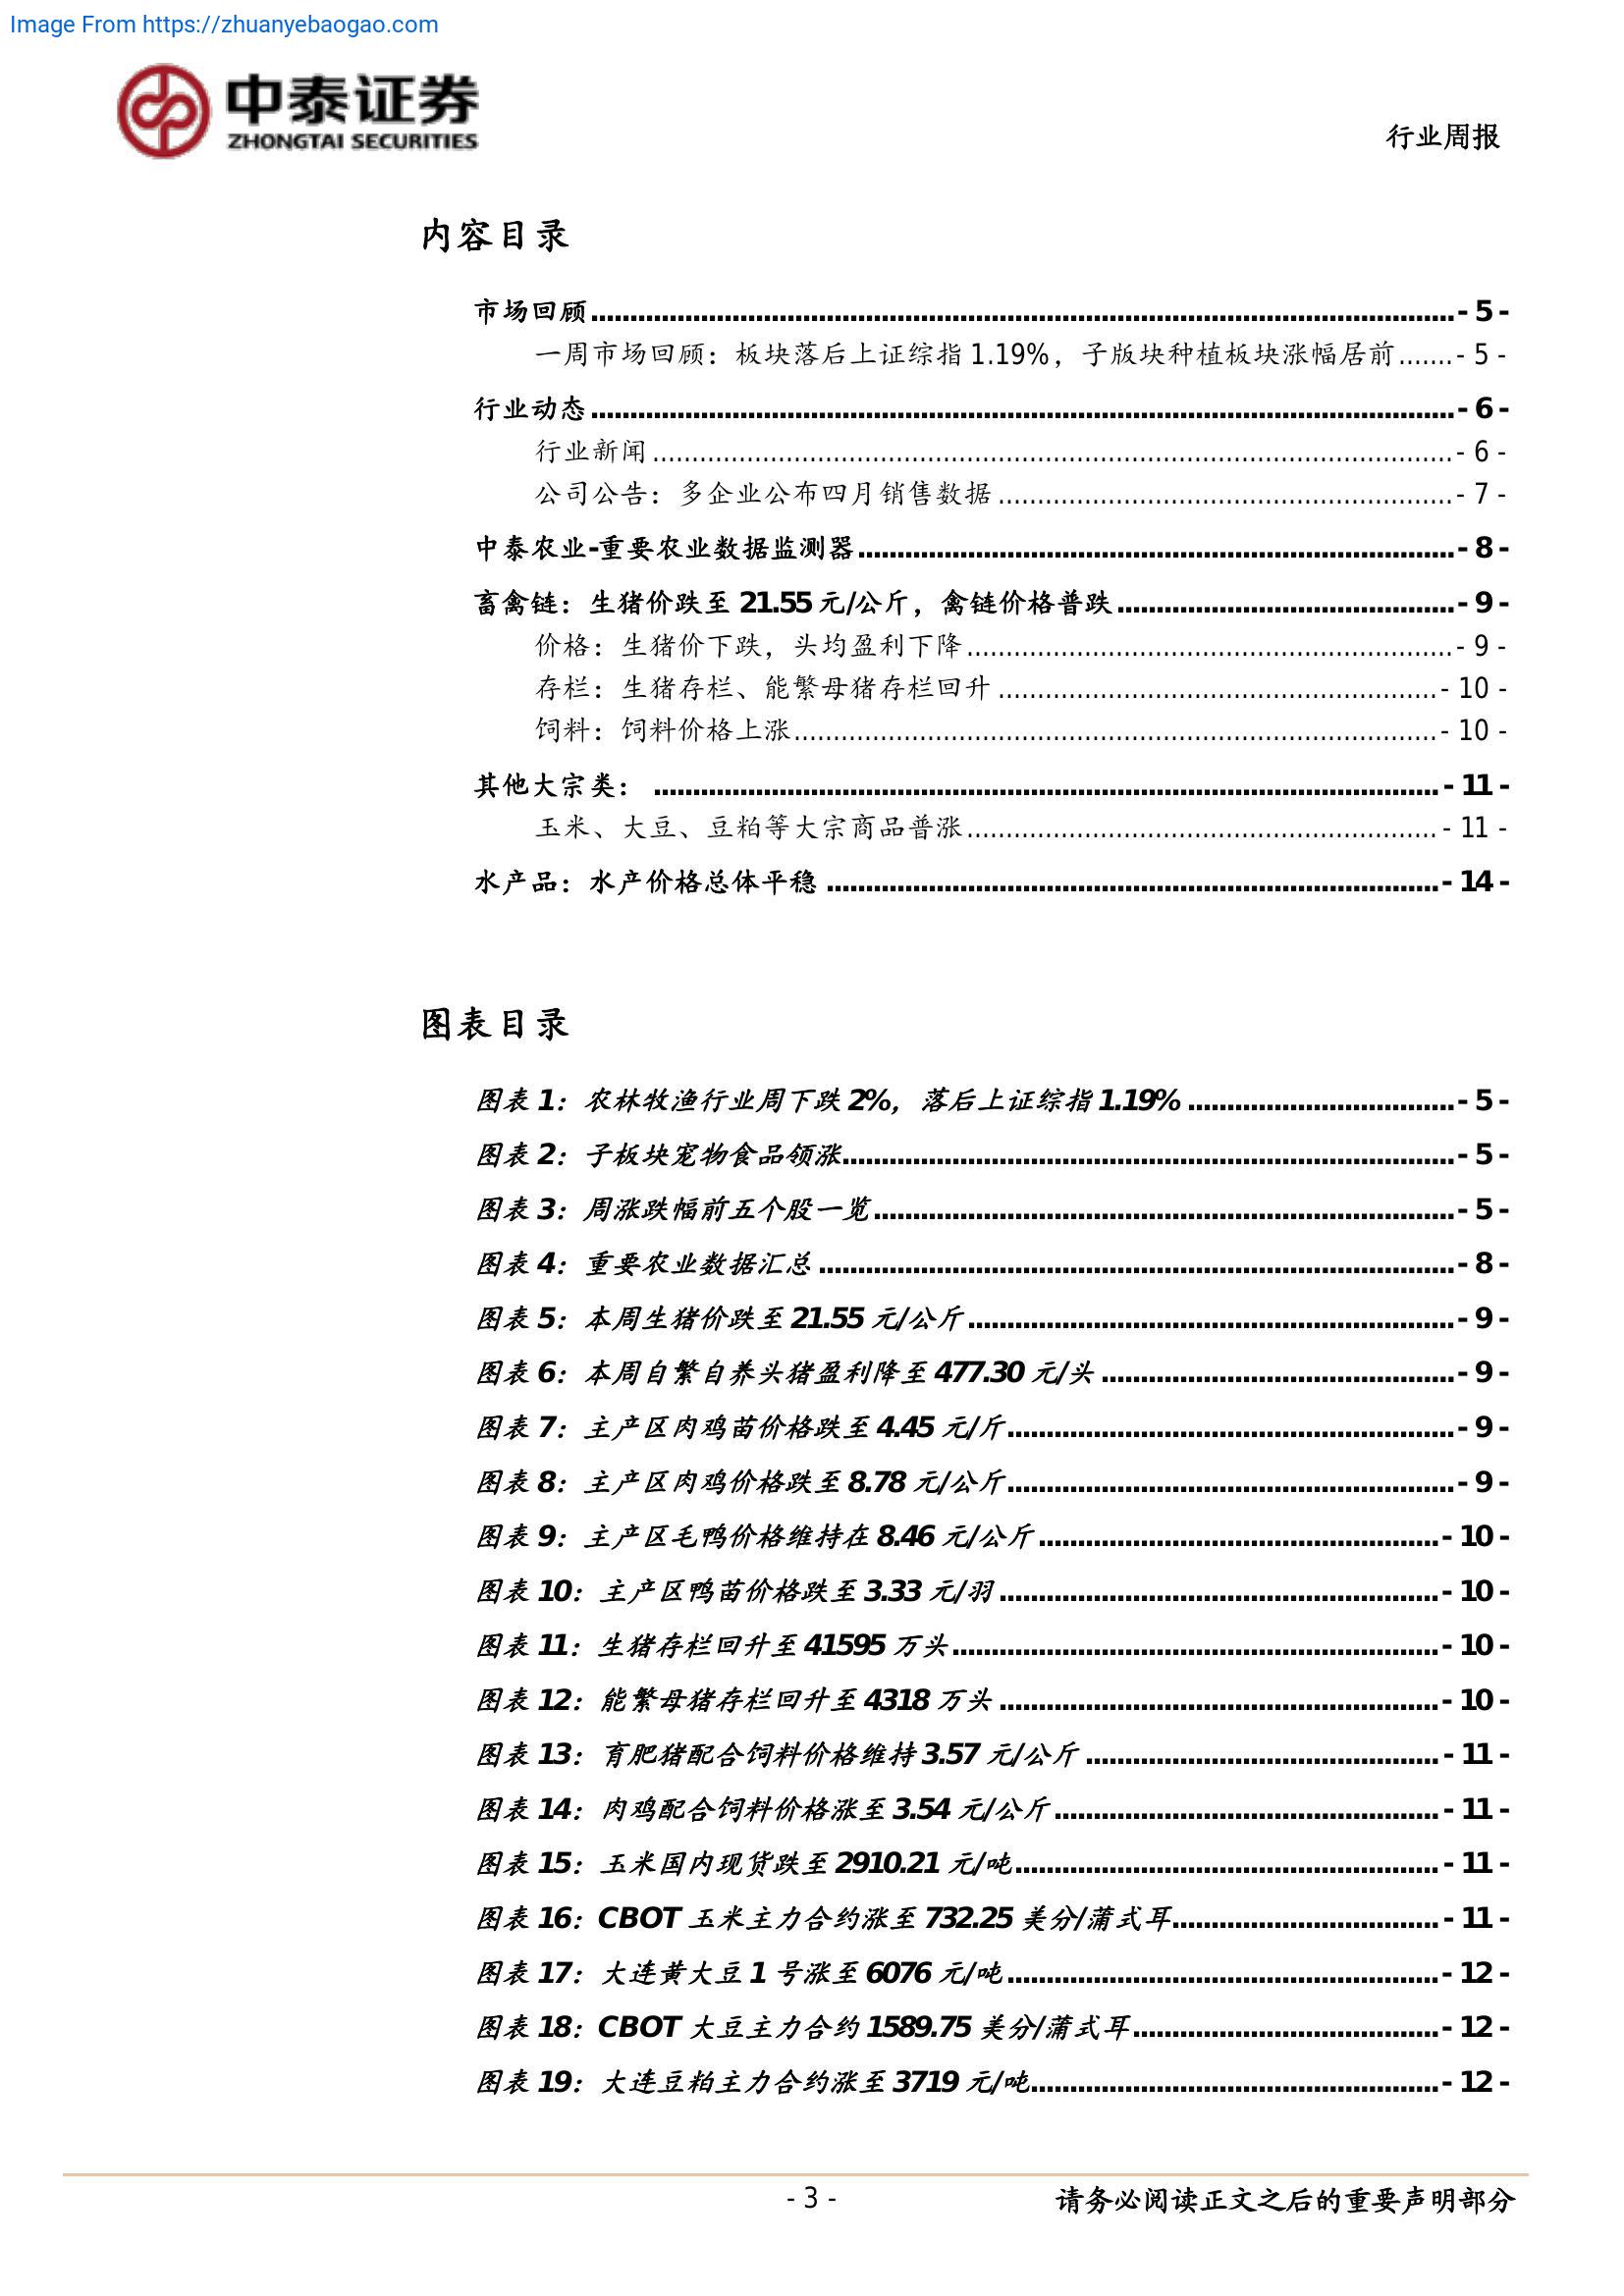 Image From https://zhuanyebaogao.com
中泰证券
ZHONGTAI SECURITIES
行业周报
内容目录
市场回顾 - 5 -
一周市场回顾：板块落后上证综指 1.19%，子版块种植板块涨幅居前 - 5 -
行业动态 - 6 -
行业新闻 - 6 -
公司公告：多企业公布四月销售数据 - 7 -
中泰农业-重要农业数据监测器 - 8 -
畜禽链：生猪价跌至 21.55 元/公斤，禽链价格普跌 - 9 -
价格：生猪价下跌，头均盈利下降 - 9 -
存栏：生猪存栏、能繁母猪存栏回升 - 10 -
饲料：饲料价格上涨 - 10 -
其他大宗类： - 11 -
玉米、大豆、豆粕等大宗商品普涨 - 11 -
水产品：水产价格总体平稳 - 14 -
图表目录
图表 1：农林牧渔行业周下跌 2%，落后上证综指 1.19% - 5 -
图表 2：子板块宠物食品领涨 - 5 -
图表 3：周涨跌幅前五个股一览 - 5 -
图表 4：重要农业数据汇总 - 8 -
图表 5：本周生猪价跌至 21.55 元/公斤 - 9 -
图表 6：本周自繁自养头猪盈利降至 477.30 元/头 - 9 -
图表 7：主产区肉鸡苗价格跌至 4.45 元/斤 - 9 -
图表 8：主产区肉鸡价格跌至 8.78 元/公斤 - 9 -
图表 9：主产区毛鸭价格维持在 8.46 元/公斤 - 10 -
图表 10：主产区鸭苗价格跌至 3.33 元/羽 - 10 -
图表 11：生猪存栏回升至 41595 万头 - 10 -
图表 12：能繁母猪存栏回升至 4318 万头 - 10 -
图表 13：育肥猪配合饲料价格维持 3.57 元/公斤 - 11 -
图表 14：肉鸡配合饲料价格涨至 3.54 元/公斤 - 11 -
图表 15：玉米国内现货跌至 2910.21 元/吨 - 11 -
图表 16：CBOT 玉米主力合约涨至 732.25 美分/蒲式耳 - 11 -
图表 17：大连黄大豆 1 号涨至 6076 元/吨 - 12 -
图表 18：CBOT 大豆主力合约 1589.75 美分/蒲式耳 - 12 -
图表 19：大连豆粕主力合约涨至 3719 元/吨 - 12 -
- 3 -
请务必阅读正文之后的重要声明部分